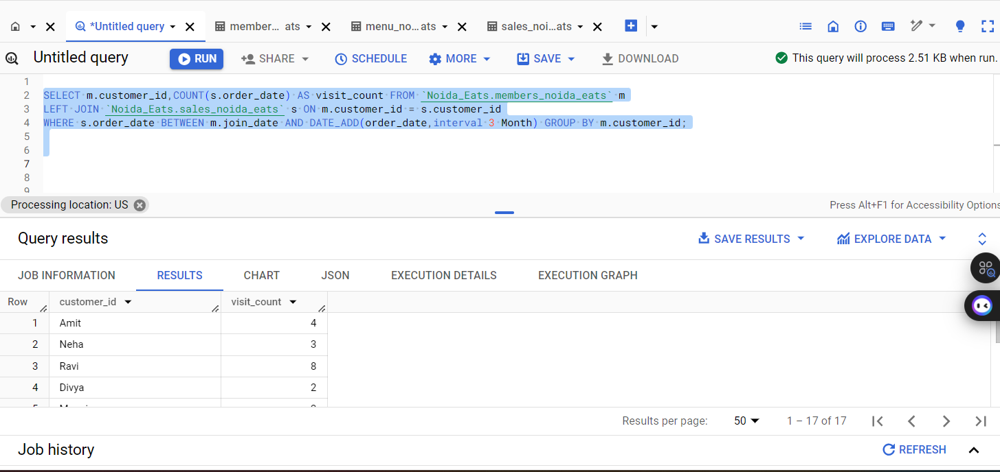 *Untitled query
member... ats
menu_no...ats
sales_noi...ats
Untitled query
RUN
SHARE
SCHEDULE
MORE
SAVE
DOWNLOAD
This query will process 2.51 KB when run.
1
2 SELECT m.customer_id,COUNT(s.order_date) AS visit_count FROM `Noida_Eats.members_noida_eats` m
3 LEFT JOIN `Noida_Eats.sales_noida_eats` s ON m.customer_id = s.customer_id
4 WHERE s.order_date BETWEEN m.join_date AND DATE_ADD(order_date,interval 3 Month) GROUP BY m.customer_id;
5
6
7
8
9
Processing location: US
Press Alt+F1 for Accessibility Options
Query results
SAVE RESULTS
EXPLORE DATA
JOB INFORMATION
RESULTS
CHART
JSON
EXECUTION DETAILS
EXECUTION GRAPH
Row customer_id visit_count
1 Amit 4
2 Neha 3
3 Ravi 8
4 Divya 2
Results per page: 50 1 – 17 of 17
Job history
REFRESH